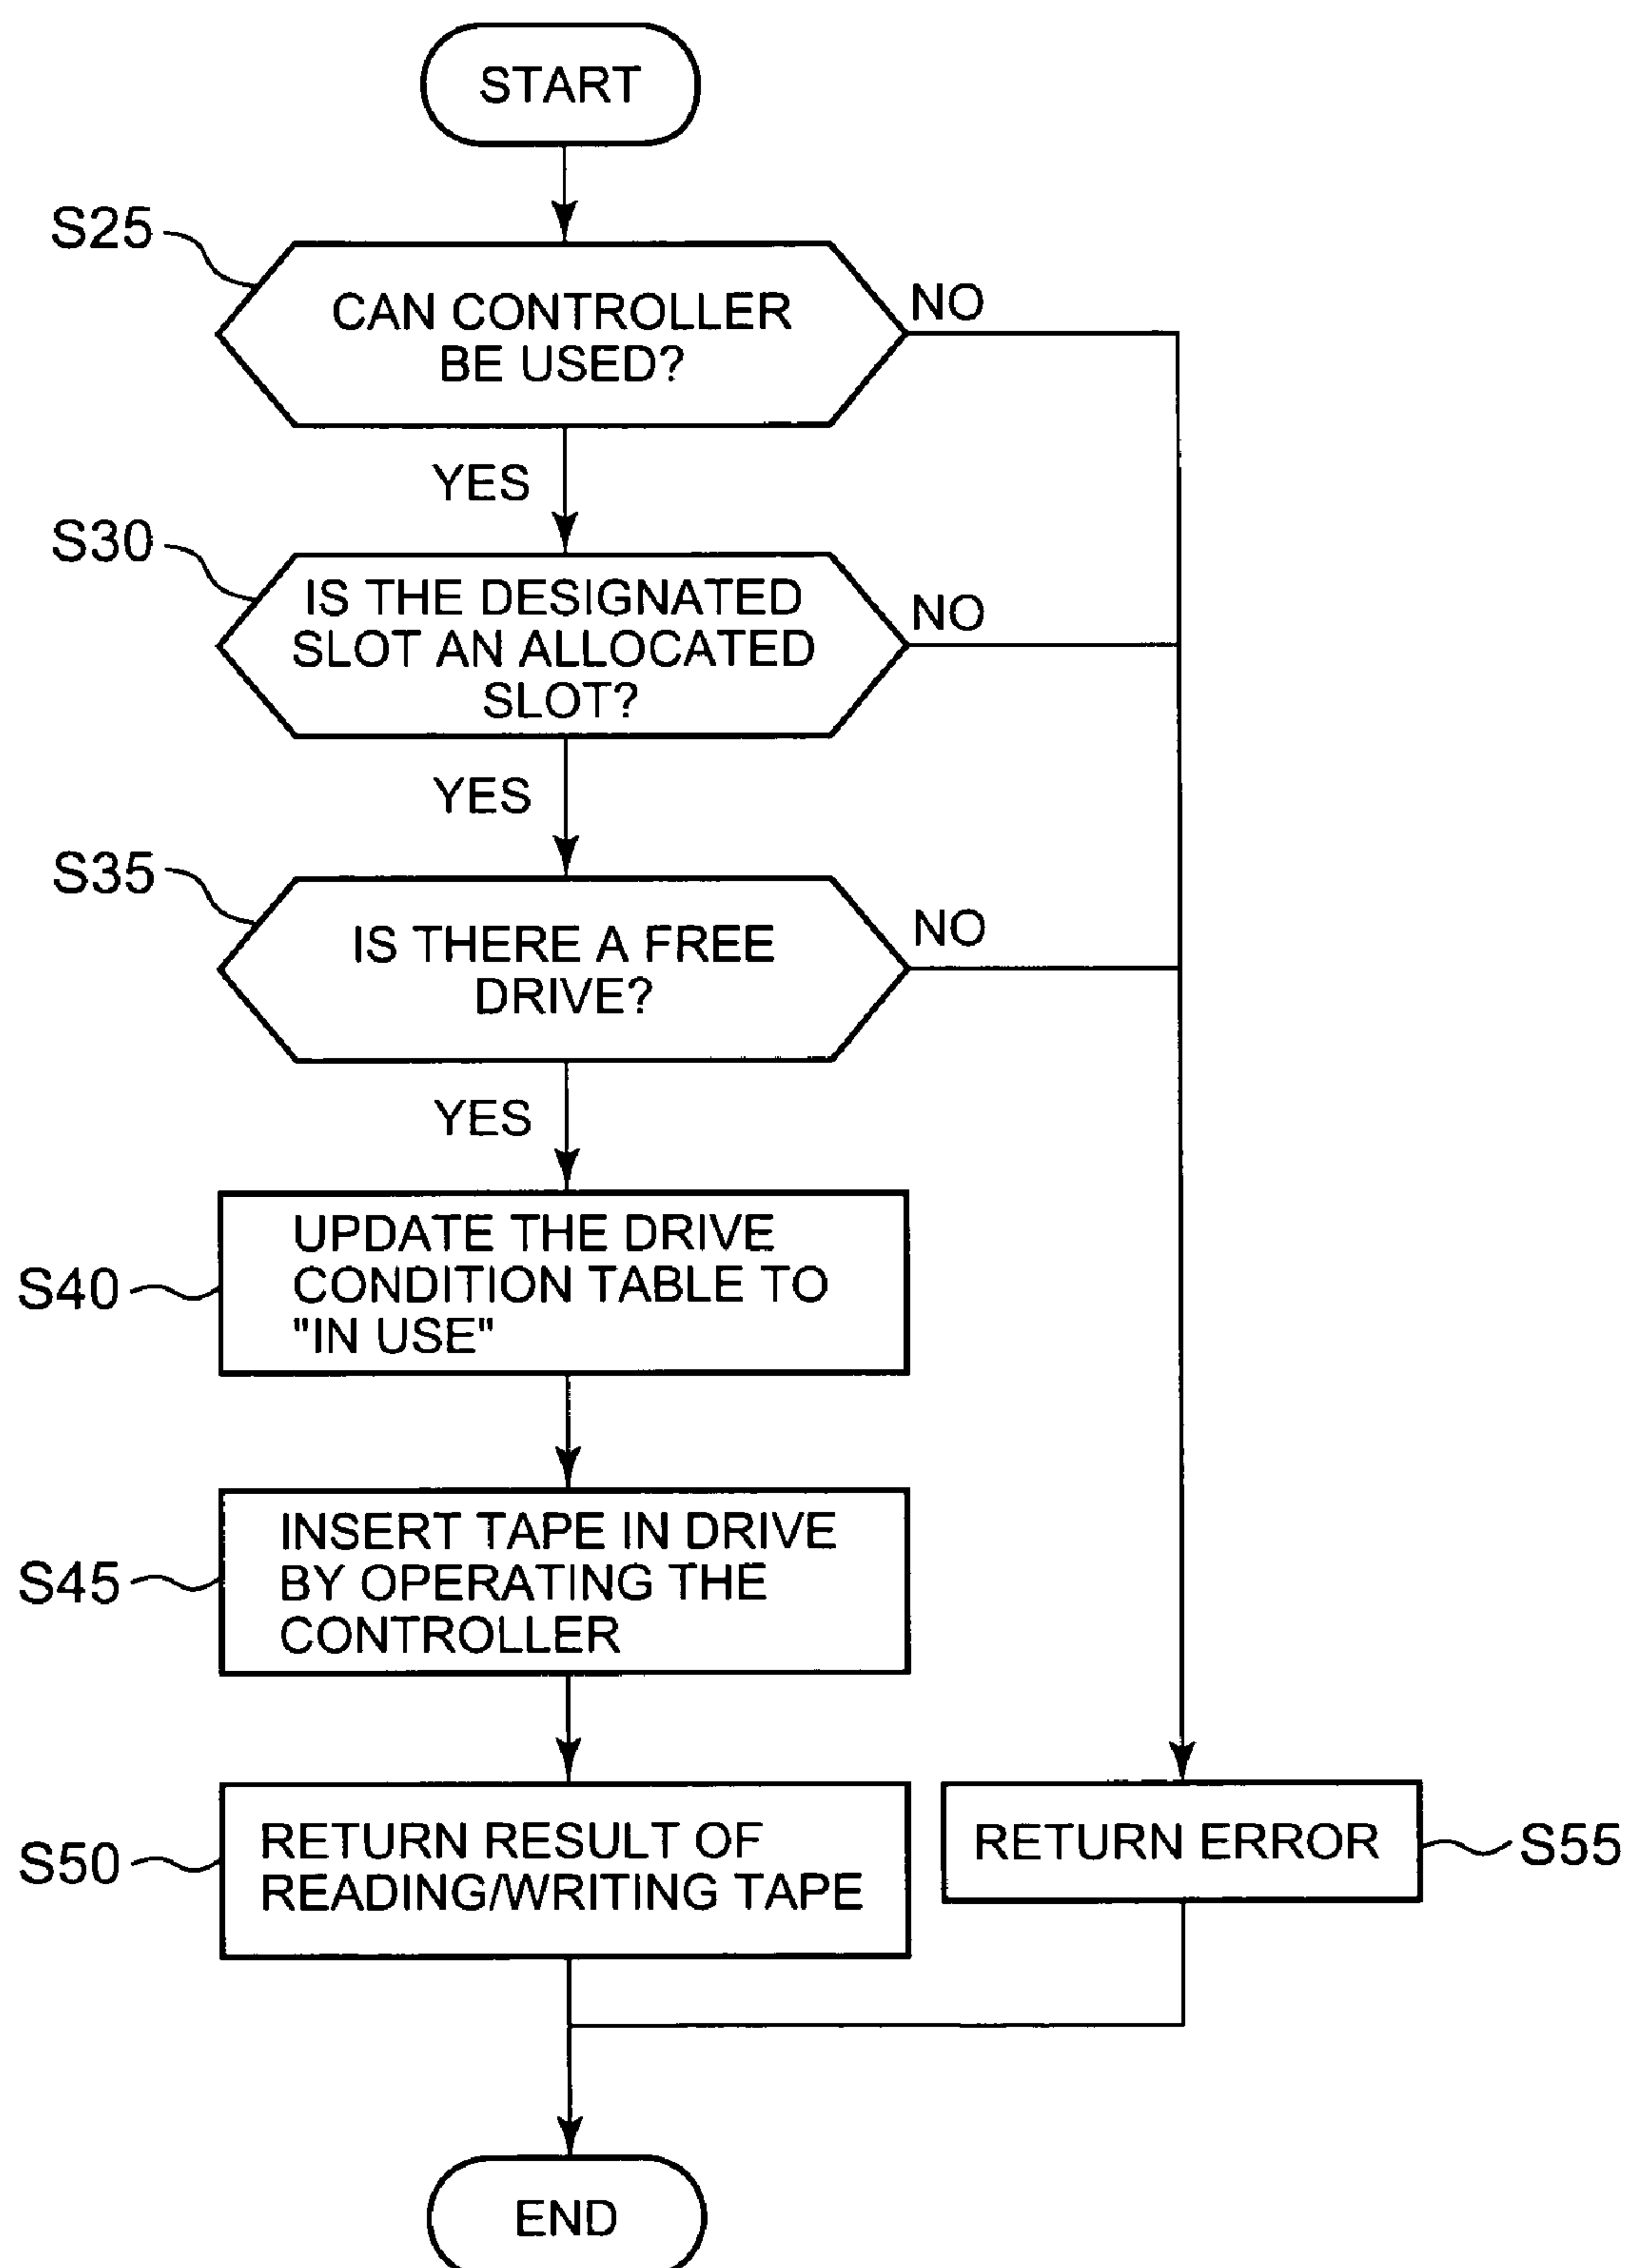 START
S25
CAN CONTROLLER
BE USED?
NO
YES
S30
IS THE DESIGNATED
SLOT AN ALLOCATED
SLOT?
NO
YES
S35
IS THERE A FREE
DRIVE?
NO
YES
S40
UPDATE THE DRIVE
CONDITION TABLE TO
"IN USE"
S45
INSERT TAPE IN DRIVE
BY OPERATING THE
CONTROLLER
S50
RETURN RESULT OF
READING/WRITING TAPE
RETURN ERROR
S55
END